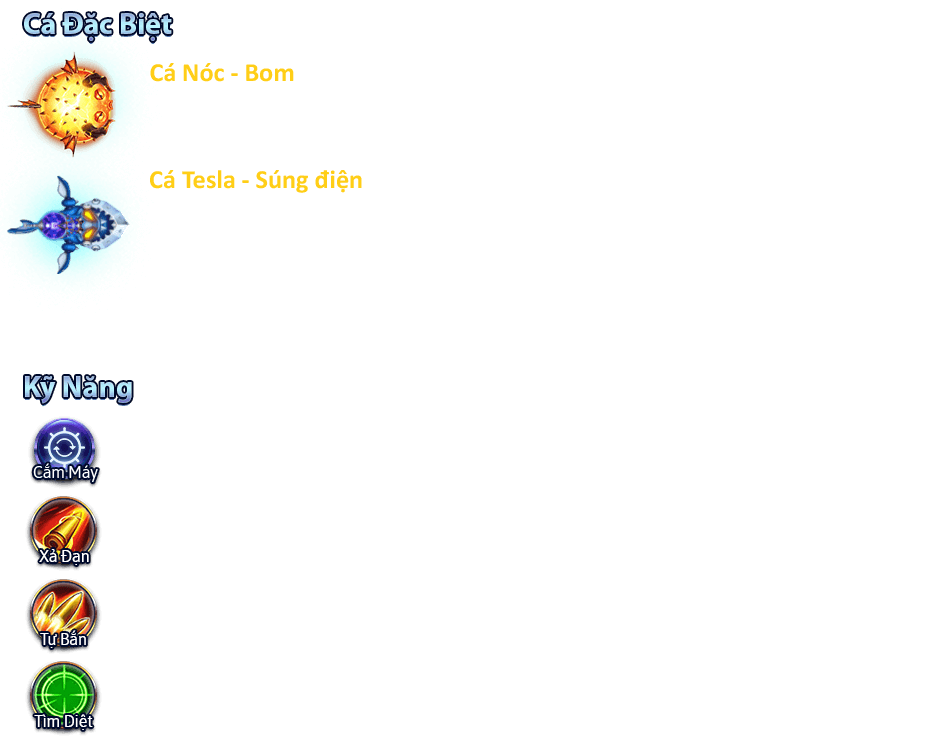 Cá Đặc Biệt
Cá Nóc - Bom
Cá Tesla - Súng điện
Kỹ Năng
Cắm Máy
Xả Đạn
Tự Bắn
Tìm Diệt